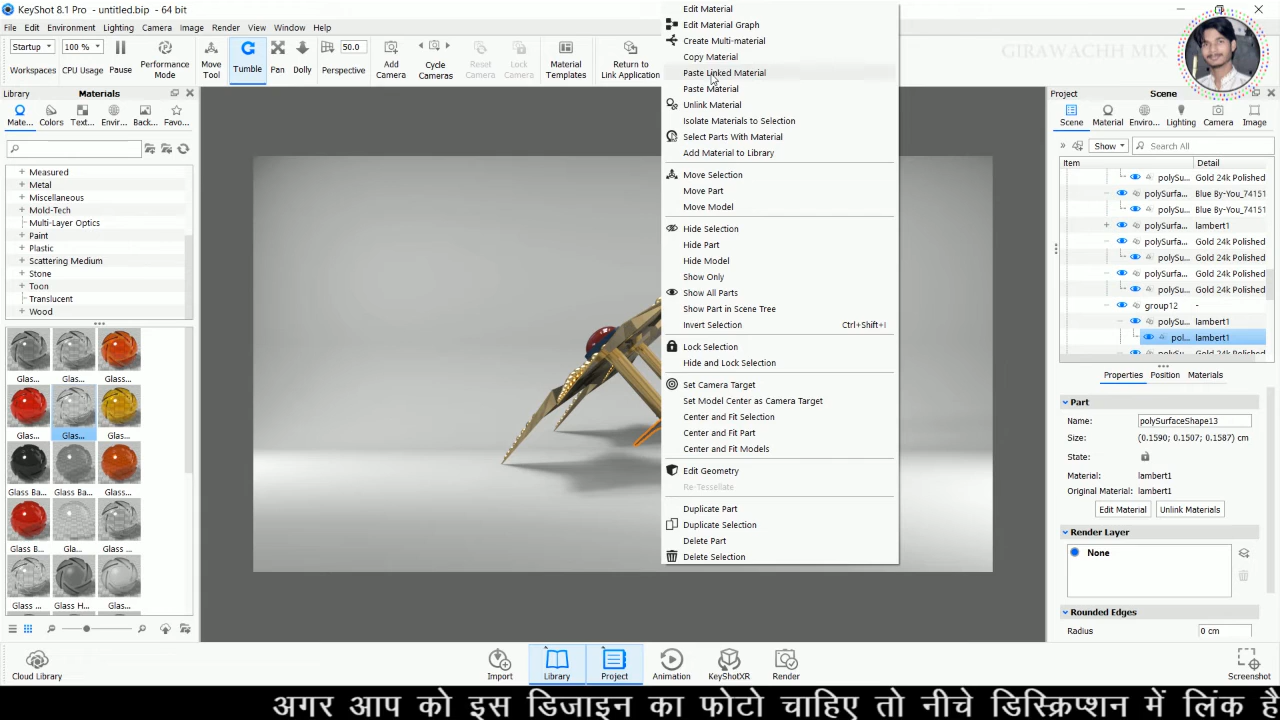 KeyShot 8.1 Pro - untitled.bip - 64 bit
File Edit Environment Lighting Camera Image Render View Window Help
Startup 100 % 50.0
Workspaces CPU Usage Pause Performance Mode Move Tool Tumble Pan Dolly Perspective Add Camera Cycle Cameras Reset Camera Lock Camera Material Templates Return to Link Application
GIRAWACHH MIX
Library
Mate... Colors Text... Envir... Back... Favo...
Measured
Metal
Miscellaneous
Mold-Tech
Multi-Layer Optics
Paint
Plastic
Scattering Medium
Stone
Toon
Translucent
Wood
Glas... Glas... Glass...
Glas... Glas... Glas...
Glass Ba... Glass Ba... Glass Ba...
Glass B... Gla... Glass ...
Glass ... Glass H... Glas...
Edit Material
Edit Material Graph
Create Multi-material
Copy Material
Paste Linked Material
Paste Material
Unlink Material
Isolate Materials to Selection
Select Parts With Material
Add Material to Library
Move Selection
Move Part
Move Model
Hide Selection
Hide Part
Hide Model
Show Only
Show All Parts
Show Part in Scene Tree
Invert Selection Ctrl+Shift+I
Lock Selection
Hide and Lock Selection
Set Camera Target
Set Model Center as Camera Target
Center and Fit Selection
Center and Fit Part
Center and Fit Models
Edit Geometry
Re-Tessellate
Duplicate Part
Duplicate Selection
Delete Part
Delete Selection
Project Scene
Scene Material Enviro... Lighting Camera Image
Show Search All
Item Detail
polySu... Gold 24k Polished
polySurfa... Blue By-You_74151
polySu... Blue By-You_74151
polySurfa... lambert1
polySurfa... Gold 24k Polished
polySu... Gold 24k Polished
polySurfa... Gold 24k Polished
polySu... Gold 24k Polished
group12 -
polySu... lambert1
pol... lambert1
Properties Position Materials
Part
Name: polySurfaceShape13
Size: (0.1590; 0.1507; 0.1587) cm
State:
Material: lambert1
Original Material: lambert1
Edit Material Unlink Materials
Render Layer
None
Rounded Edges
Radius 0 cm
Cloud Library Import Library Project Animation KeyShotXR Render Screenshot
अगर आप को इस डिजाइन का फोटो चाहिए तो नीचे डिस्क्रिप्शन में लिंक है